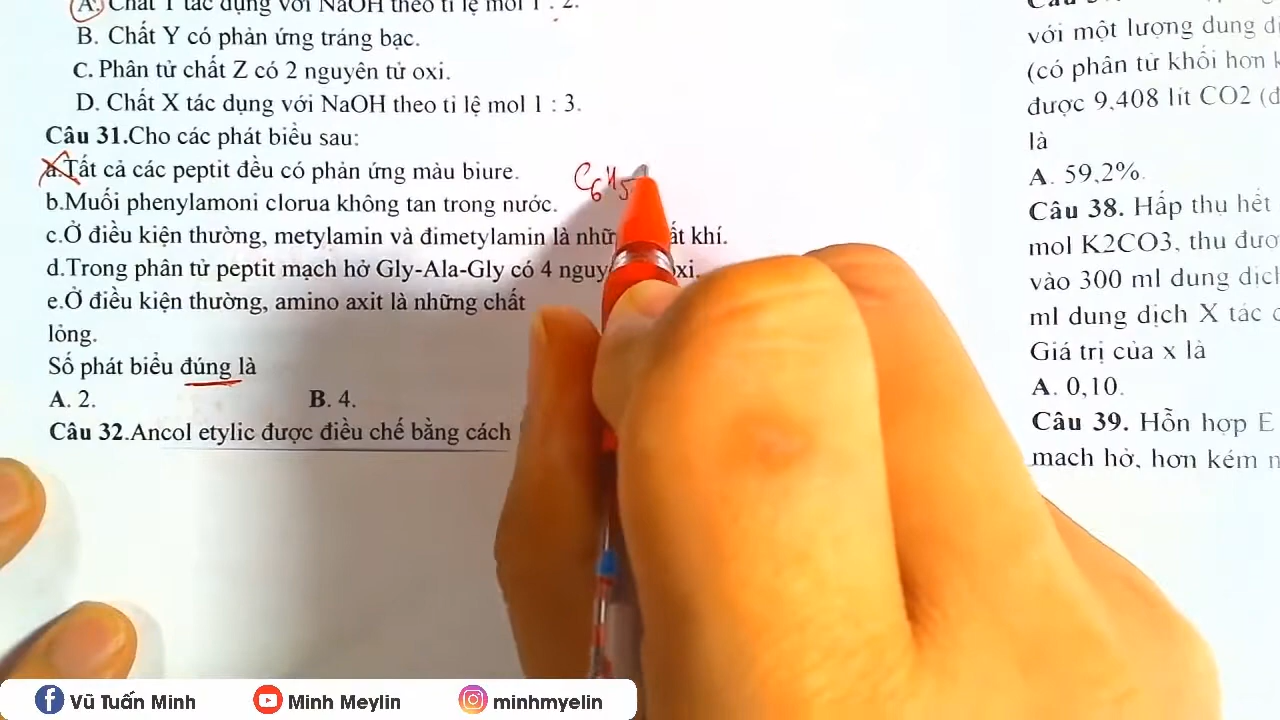 A. Chất T tác dụng với NaOH theo tỉ lệ mol 1 : 2.
B. Chất Y có phản ứng tráng bạc.
C. Phân tử chất Z có 2 nguyên tử oxi.
D. Chất X tác dụng với NaOH theo tỉ lệ mol 1 : 3.
Câu 31.Cho các phát biểu sau:
a.Tất cả các peptit đều có phản ứng màu biure.
C6H5
b.Muối phenylamoni clorua không tan trong nước.
c.Ở điều kiện thường, metylamin và đimetylamin là khí.
d.Trong phân tử peptit mạch hở Gly-Ala-Gly có 4
e.Ở điều kiện thường, amino axit là những chất
lỏng.
Số phát biểu đúng là
A. 2.
B. 4.
Câu 32.Ancol etylic được điều chế bằng cách
với một lượng dung
(có phân tử khối hơn
được 9,408 lít CO2
là
A. 59,2%.
Câu 38. Hấp thụ hết
mol K2CO3, thu
vào 300 ml dung
ml dung dịch X tác
Giá trị của x là
A. 0,10.
Câu 39. Hỗn hợp E
mạch hở, hơn kém
Vũ Tuấn Minh
Minh Meylin
minhmyelin